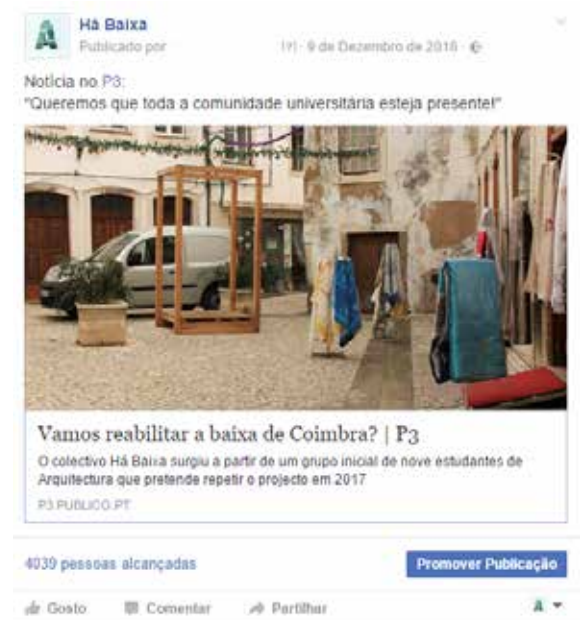 Há Baixa
Publicado por [?] · 9 de Dezembro de 2016 ·
Notícia no P3:
"Queremos que toda a comunidade universitária esteja presente!"
Vamos reabilitar a baixa de Coimbra? | P3
O colectivo Há Baixa surgiu a partir de um grupo inicial de nove estudantes de
Arquitectura que pretende repetir o projecto em 2017
P3.PUBLICO.PT
4039 pessoas alcançadas
Promover Publicação
Gosto Comentar Partilhar